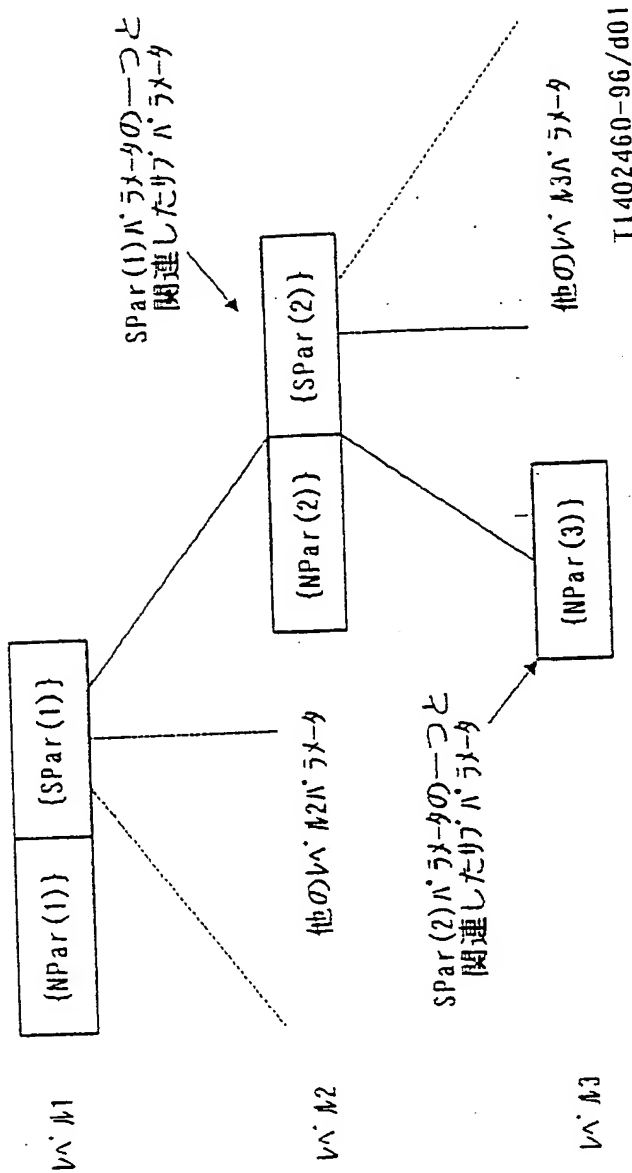 レベル1
{NPar(1)}
{SPar(1)}
SPar(1)パラメータの一つと
関連したサブパラメータ
レベル2
他のレベル2パラメータ
{NPar(2)}
{SPar(2)}
SPar(2)パラメータの一つと
関連したサブパラメータ
レベル3
{NPar(3)}
他のレベル3パラメータ
T1402460-96/d01